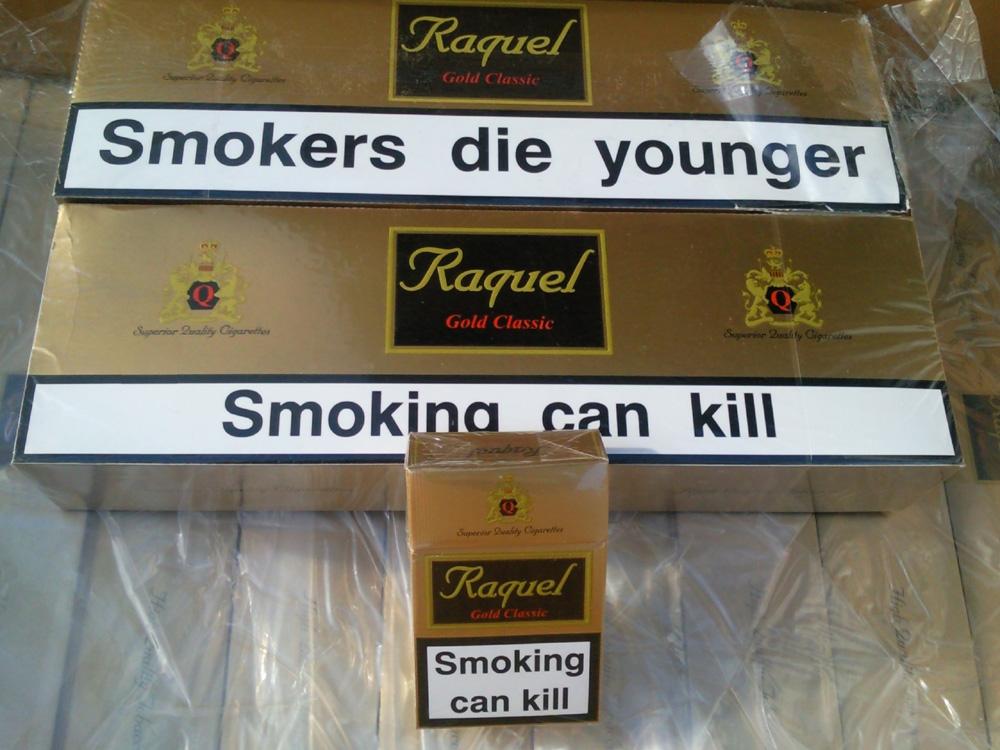 Q
Superior Quality Cigarettes
Raquel
Gold Classic
Q
Superior Quality Cigarettes
Smokers die younger
Q
Superior Quality Cigarettes
Raquel
Gold Classic
Q
Superior Quality Cigarettes
Smoking can kill
Raquel
Q
Superior Quality Cigarettes
Raquel
Gold Classic
Smoking
can kill